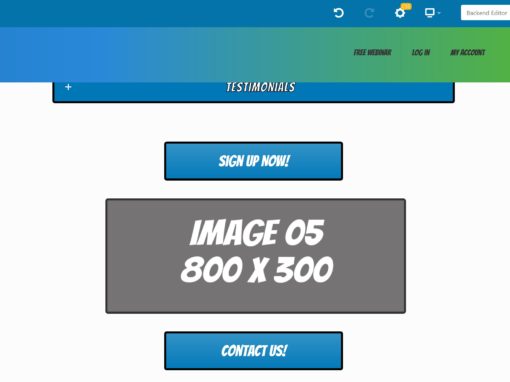 Backend Editor
FREE WEBINAR LOG IN MY ACCOUNT
+ TESTIMONIALS
SIGN UP NOW!
IMAGE 05
800 X 300
CONTACT US!